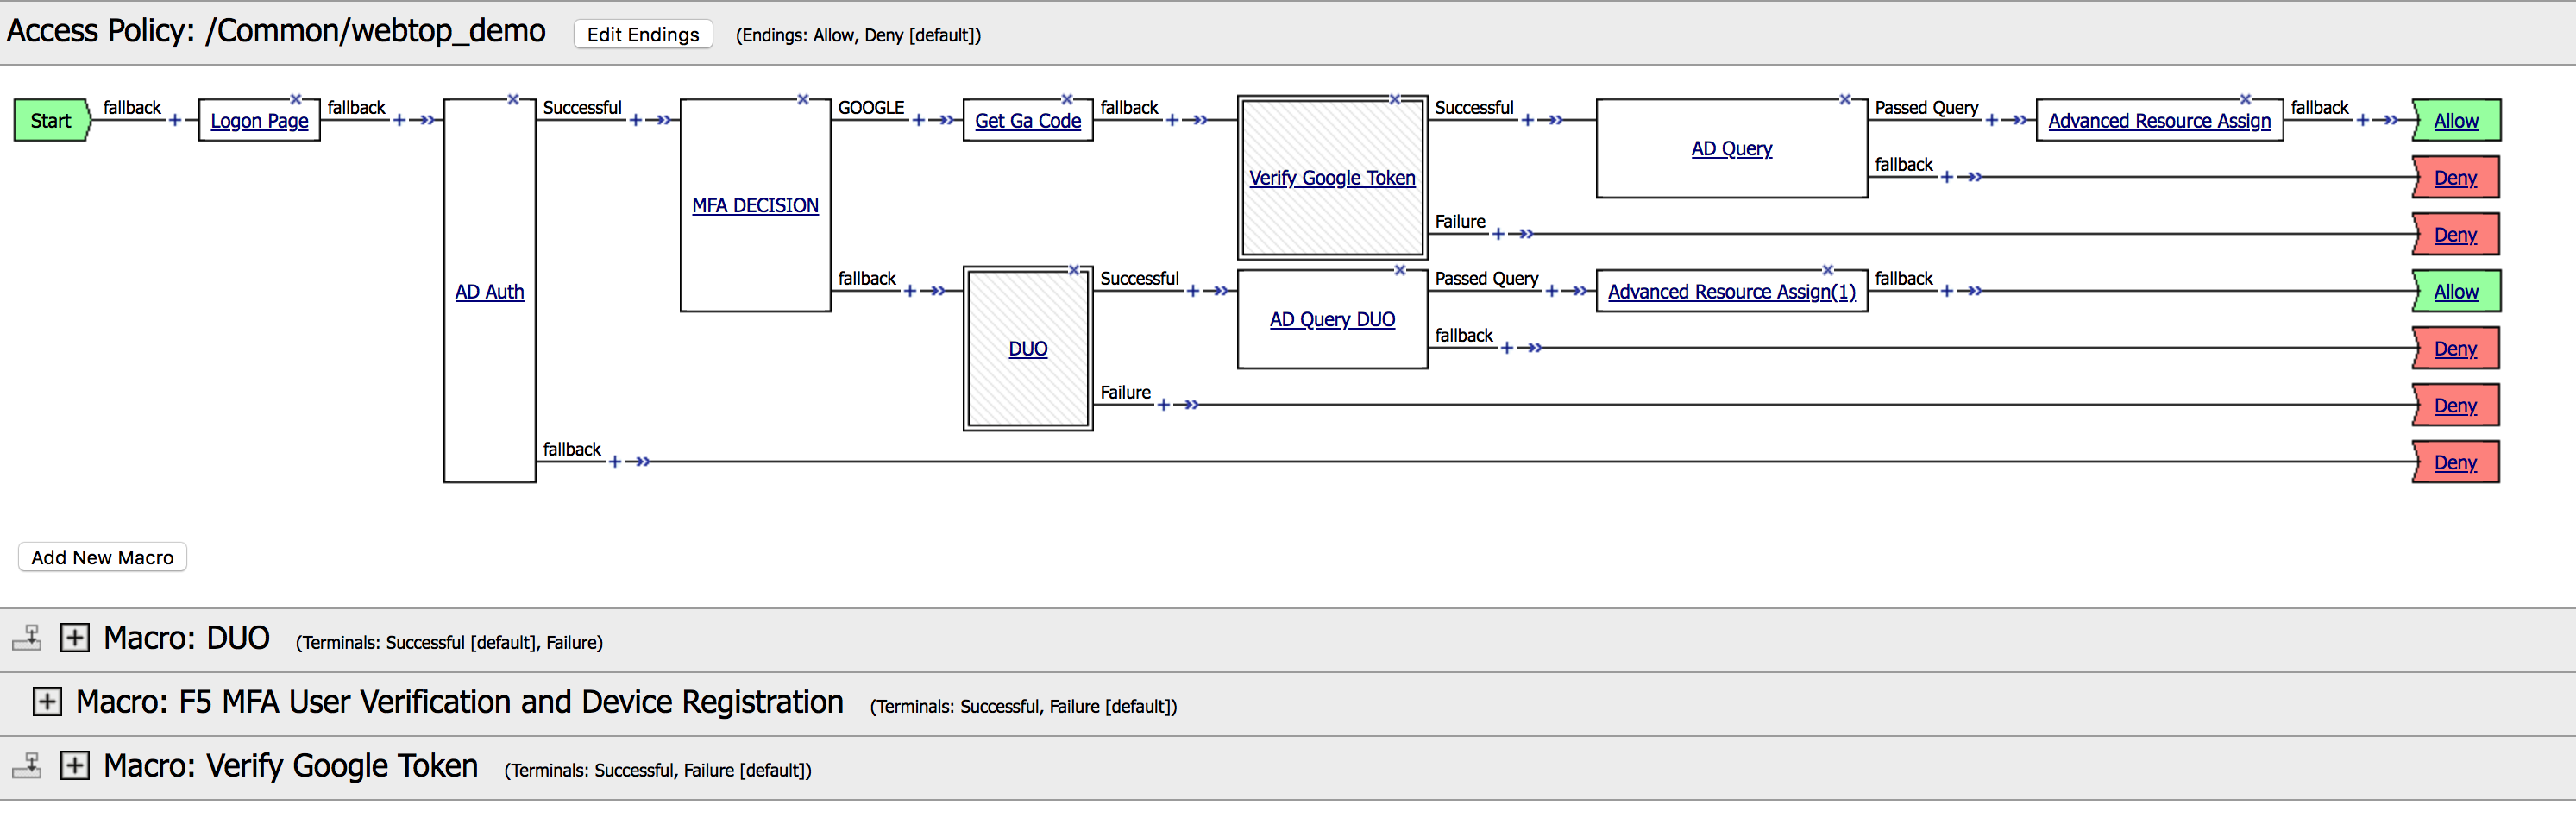 Access Policy: /Common/webtop_demo Edit Endings (Endings: Allow, Deny [default])
Start fallback Logon Page fallback Successful GOOGLE Get Ga Code fallback Successful Passed Query Advanced Resource Assign fallback Allow
AD Query
fallback Deny
Verify Google Token
MFA DECISION
Failure Deny
fallback Successful Passed Query Advanced Resource Assign(1) fallback Allow
AD Auth
AD Query DUO
fallback Deny
DUO
Failure Deny
fallback Deny
Add New Macro
Macro: DUO (Terminals: Successful [default], Failure)
Macro: F5 MFA User Verification and Device Registration (Terminals: Successful, Failure [default])
Macro: Verify Google Token (Terminals: Successful, Failure [default])